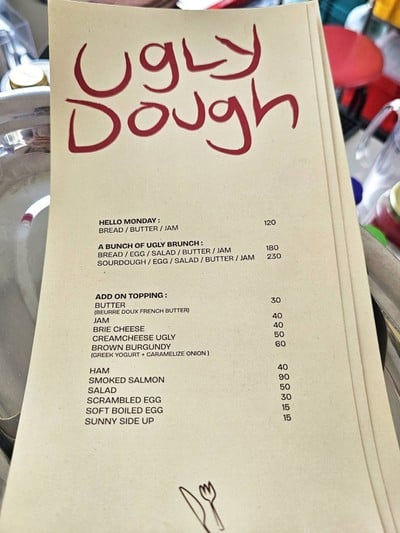 Ugly
Dough
HELLO MONDAY :
BREAD / BUTTER / JAM 120
A BUNCH OF UGLY BRUNCH :
BREAD / EGG / SALAD / BUTTER / JAM 180
SOURDOUGH / EGG / SALAD / BUTTER / JAM 230
ADD ON TOPPING :
BUTTER 30
(BEURRE DOUX FRENCH BUTTER)
JAM 40
BRIE CHEESE 40
CREAMCHEESE UGLY 50
BROWN BURGUNDY 60
(GREEK YOGURT + CARAMELIZE ONION )
HAM 40
SMOKED SALMON 90
SALAD 50
SCRAMBLED EGG 30
SOFT BOILED EGG 15
SUNNY SIDE UP 15